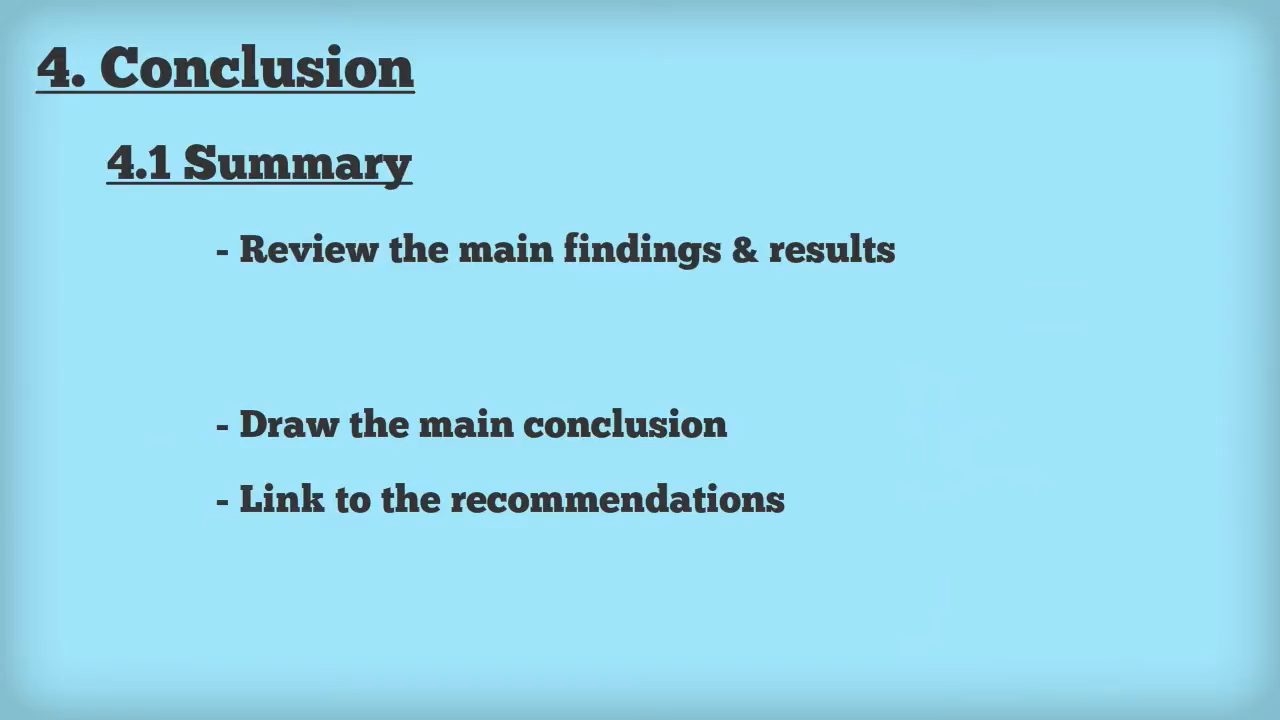 4. Conclusion
4.1 Summary
- Review the main findings & results
- Draw the main conclusion
- Link to the recommendations